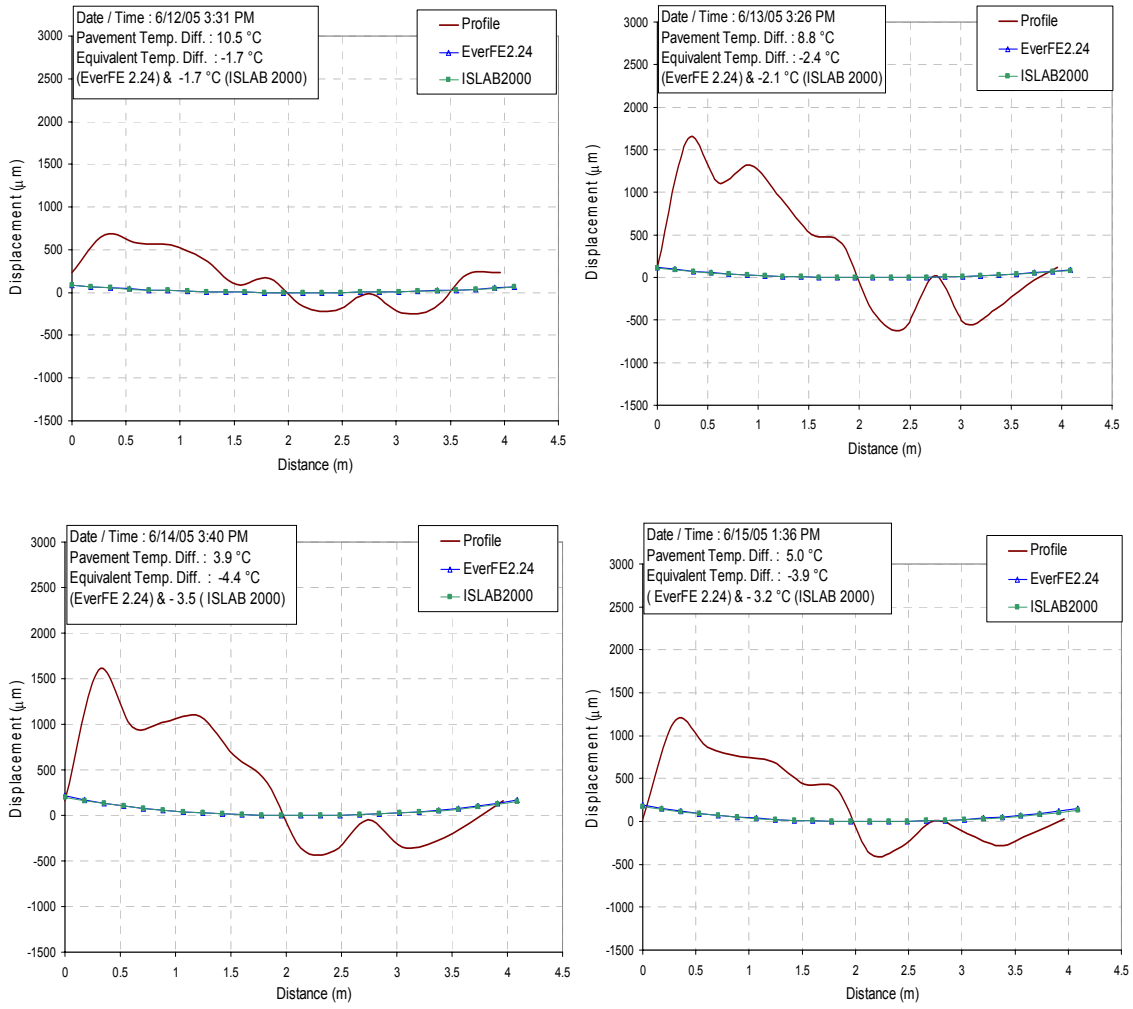 Date / Time : 6/12/05 3:31 PM
Pavement Temp. Diff. : 10.5 °C
Equivalent Temp. Diff. : -1.7 °C
(EverFE 2.24) & -1.7 °C (ISLAB 2000)
Profile
EverFE2.24
ISLAB2000
3000
2500
2000
1500
1000
500
0
-500
-1000
-1500
Displacement (μm)
0 0.5 1 1.5 2 2.5 3 3.5 4 4.5
Distance (m)
Date / Time : 6/13/05 3:26 PM
Pavement Temp. Diff. : 8.8 °C
Equivalent Temp. Diff. : -2.4 °C
(EverFE 2.24) & -2.1 °C (ISLAB 2000)
Profile
EverFE2.24
ISLAB2000
3000
2500
2000
1500
1000
500
0
-500
-1000
-1500
Displacement (μm)
0 0.5 1 1.5 2 2.5 3 3.5 4 4.5
Distance (m)
Date / Time : 6/14/05 3:40 PM
Pavement Temp. Diff. : 3.9 °C
Equivalent Temp. Diff. : -4.4 °C
(EverFE 2.24) & - 3.5 ( ISLAB 2000)
Profile
EverFE2.24
ISLAB2000
3000
2500
2000
1500
1000
500
0
-500
-1000
-1500
Displacement (μm)
0 0.5 1 1.5 2 2.5 3 3.5 4 4.5
Distance (m)
Date / Time : 6/15/05 1:36 PM
Pavement Temp. Diff. : 5.0 °C
Equivalent Temp. Diff. : -3.9 °C
( EverFE 2.24) & - 3.2 °C (ISLAB 2000)
Profile
EverFE2.24
ISLAB2000
3000
2500
2000
1500
1000
500
0
-500
-1000
-1500
Displacement (μm)
0 0.5 1 1.5 2 2.5 3 3.5 4 4.5
Distance (m)